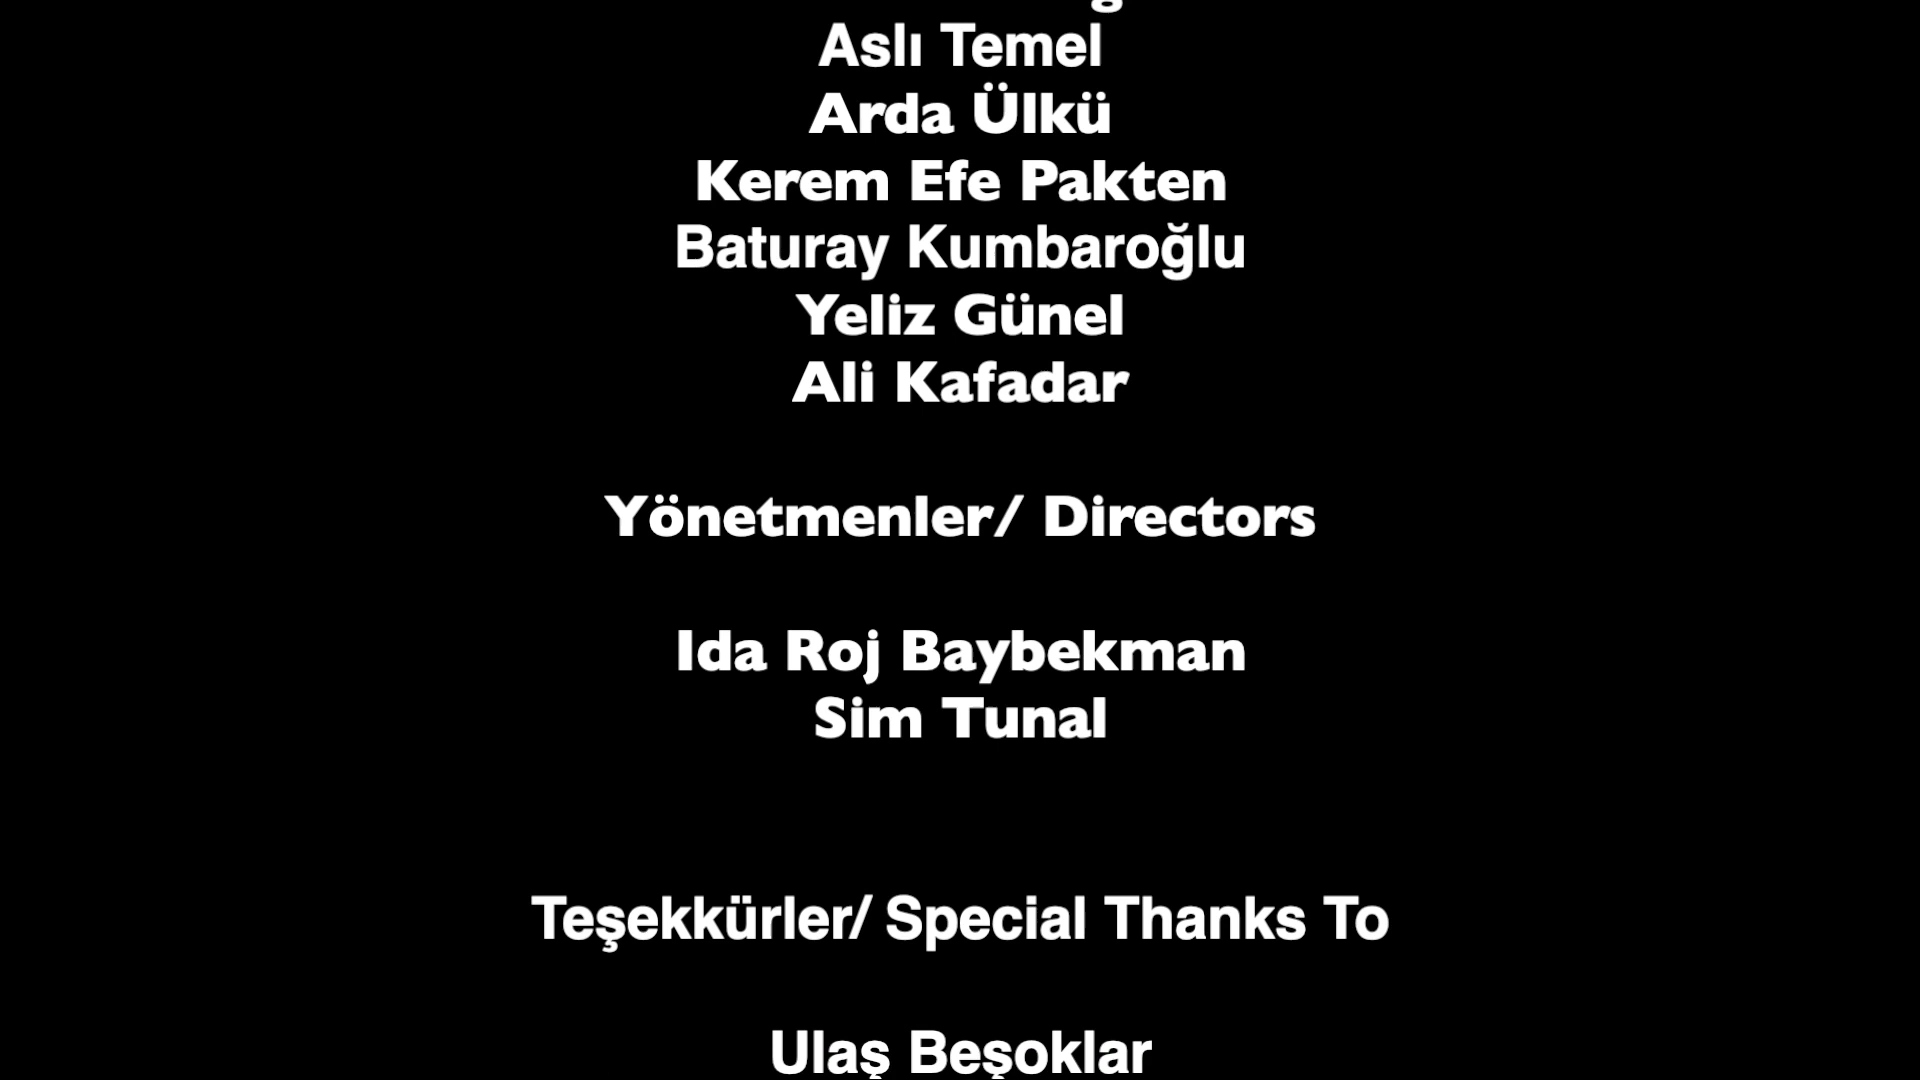 Aslı Temel
Arda Ülkü
Kerem Efe Pakten
Baturay Kumbaroğlu
Yeliz Günel
Ali Kafadar
Yönetmenler/ Directors
Ida Roj Baybekman
Sim Tunal
Teşekkürler/ Special Thanks To
Ulaş Beşoklar